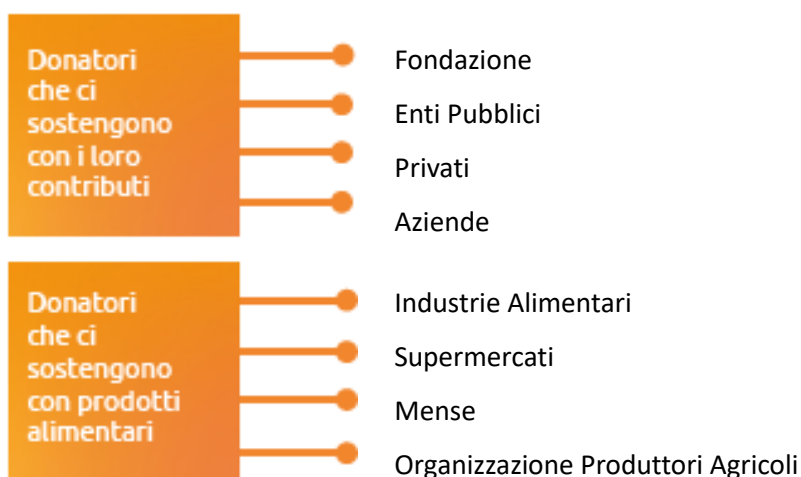 Donatori
che ci
sostengono
con i loro
contributi
Fondazione
Enti Pubblici
Privati
Aziende
Donatori
che ci
sostengono
con prodotti
alimentari
Industrie Alimentari
Supermercati
Mense
Organizzazione Produttori Agricoli